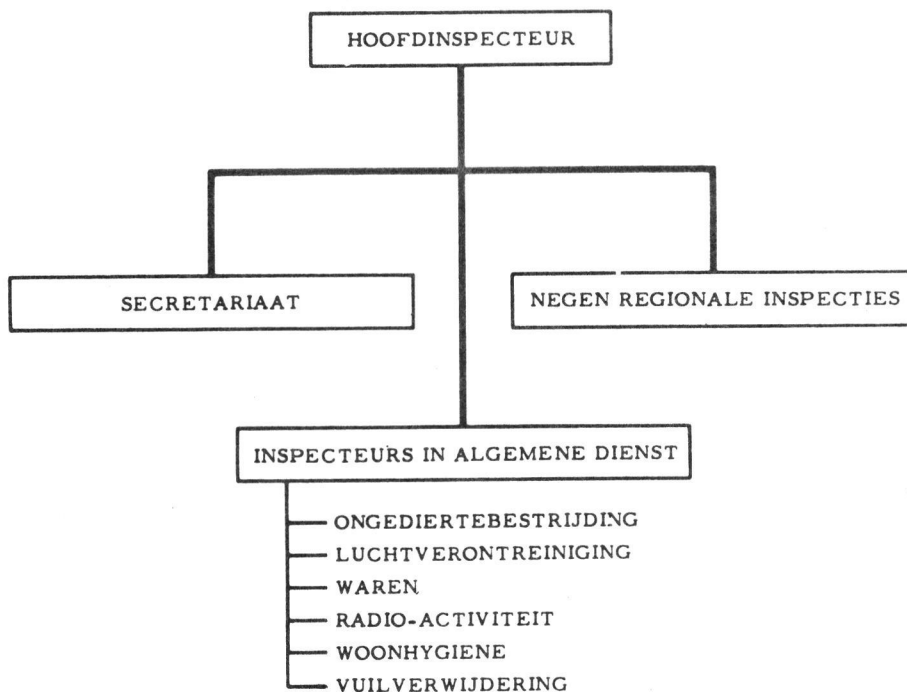 HOOFDINSPECTEUR
SECRETARIAAT
NEGEN REGIONALE INSPECTIES
INSPECTEURS IN ALGEMENE DIENST
ONGEDIERTEBESTRIJDING
LUCHTVERONTREINIGING
WAREN
RADIO-ACTIVITEIT
WOONHYGIENE
VUILVERWIJDERING